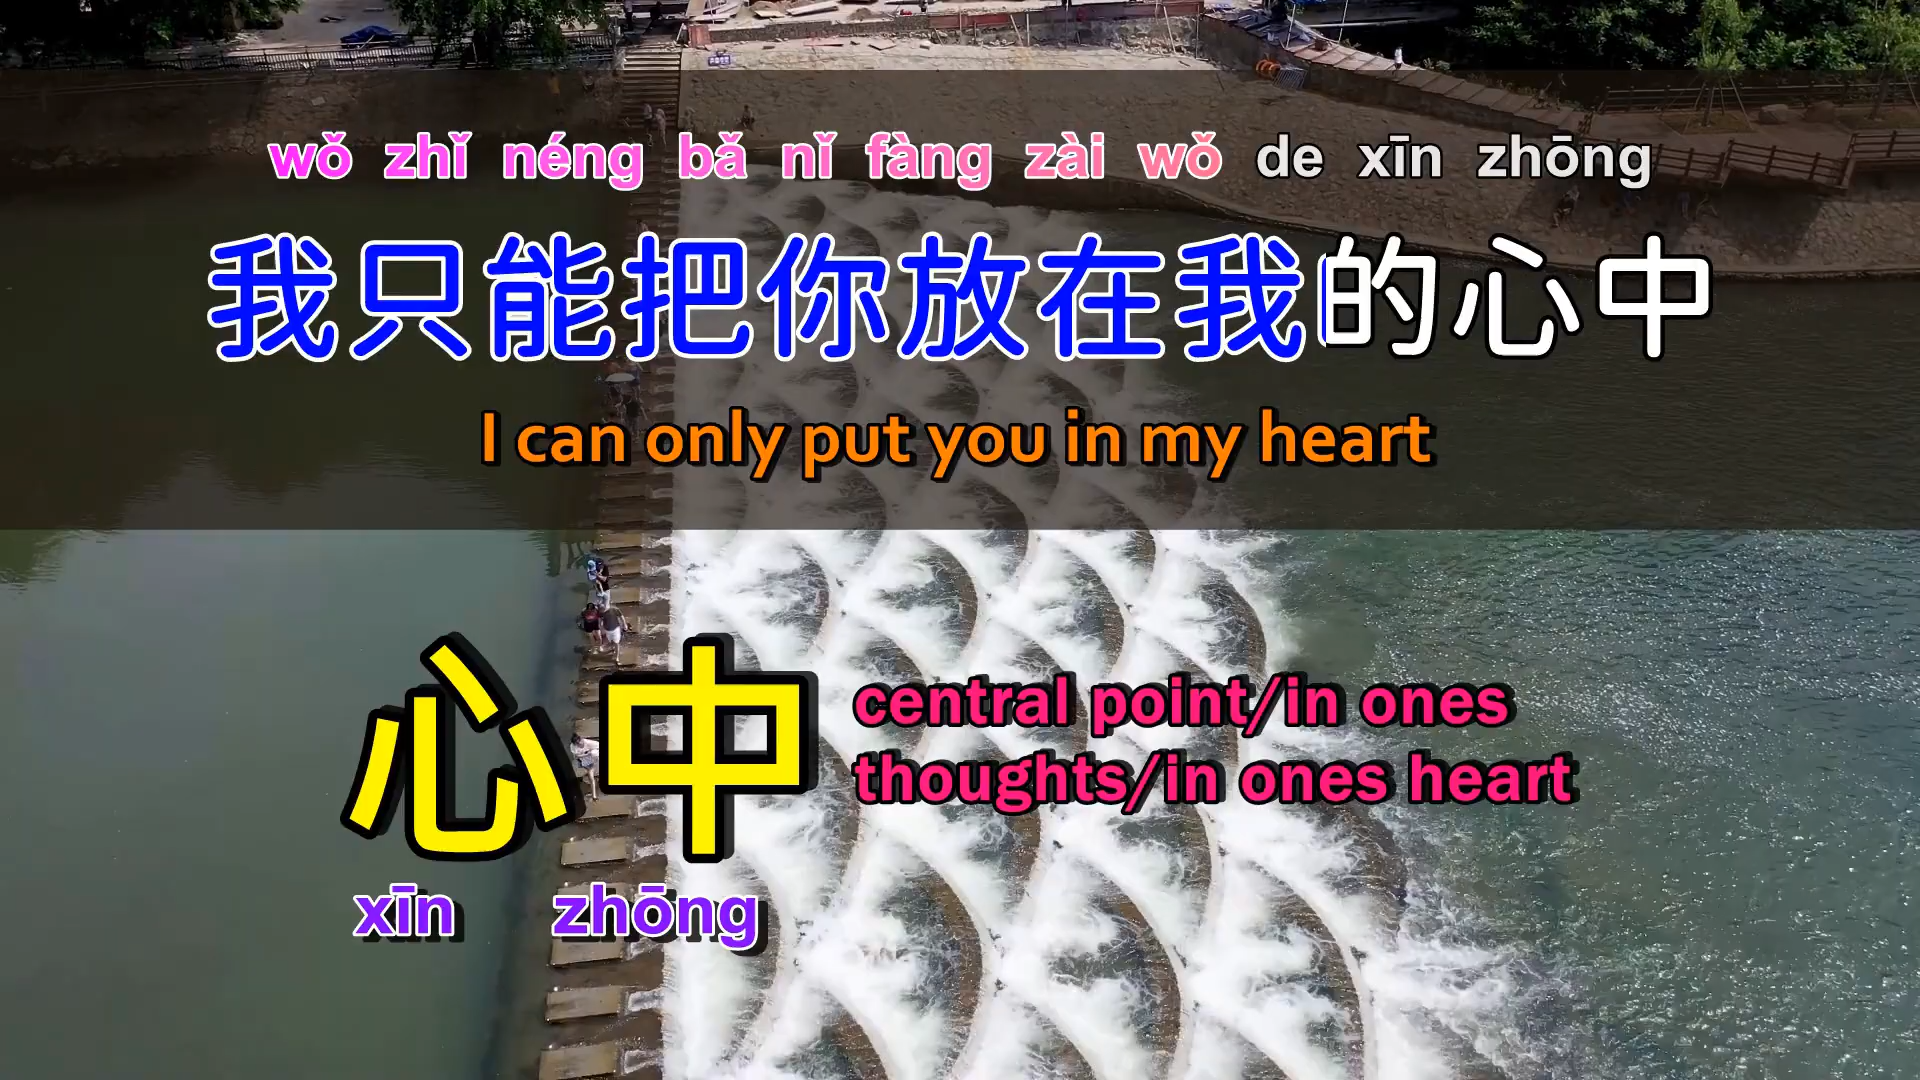 wǒ zhǐ néng bǎ nǐ fàng zài wǒ de xīn zhōng
我只能把你放在我的心中
I can only put you in my heart
心中
central point/in ones
thoughts/in ones heart
xīn zhōng